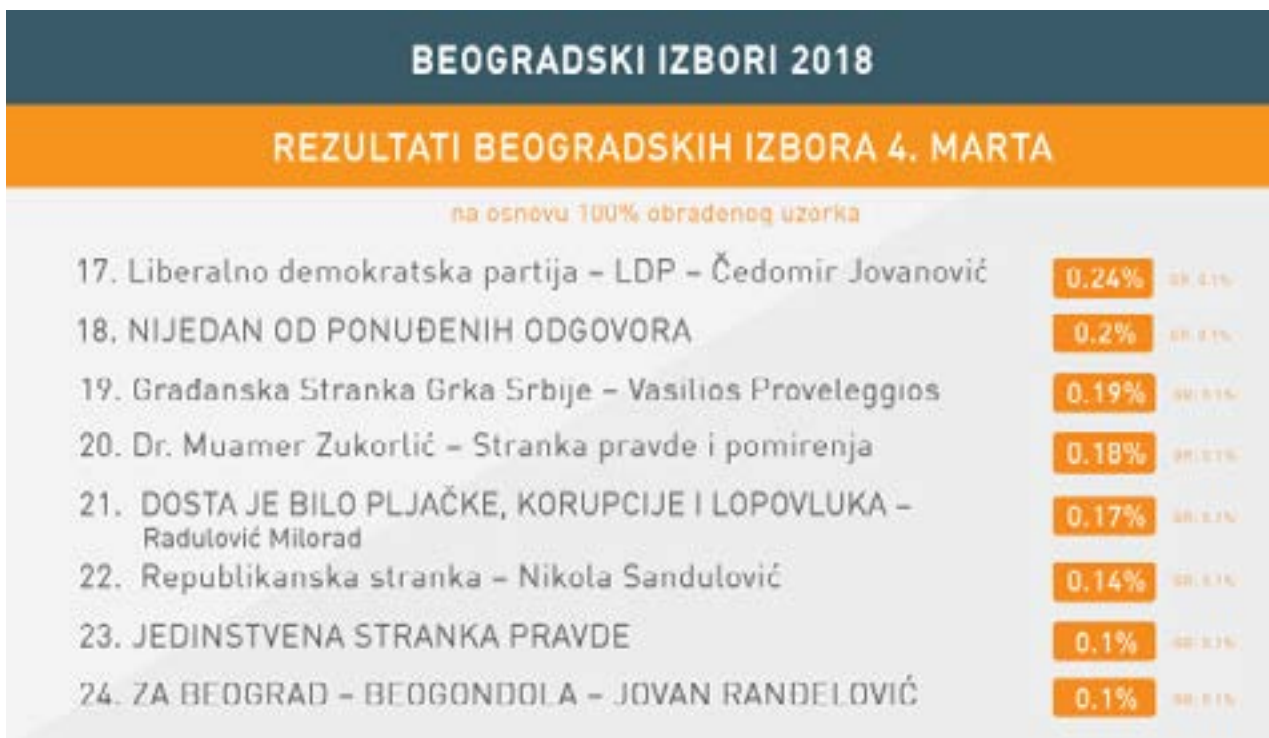 BEOGRADSKI IZBORI 2018
REZULTATI BEOGRADSKIH IZBORA 4. MARTA
na osnovu 100% obrađenog uzorka
17. Liberalno demokratska partija – LDP – Čedomir Jovanović 0.24%
18. NIJEDAN OD PONUĐENIH ODGOVORA 0.2%
19. Građanska Stranka Grka Srbije – Vasilios Proveleggios 0.19%
20. Dr. Muamer Zukorlić – Stranka pravde i pomirenja 0.18%
21. DOSTA JE BILO PLJAČKE, KORUPCIJE I LOPOVLUKA – 0.17%
Radulović Milorad
22. Republikanska stranka – Nikola Sandulović 0.14%
23. JEDINSTVENA STRANKA PRAVDE 0.1%
24. ZA BEOGRAD – BEOGONDOLA – JOVAN RANĐELOVIĆ 0.1%